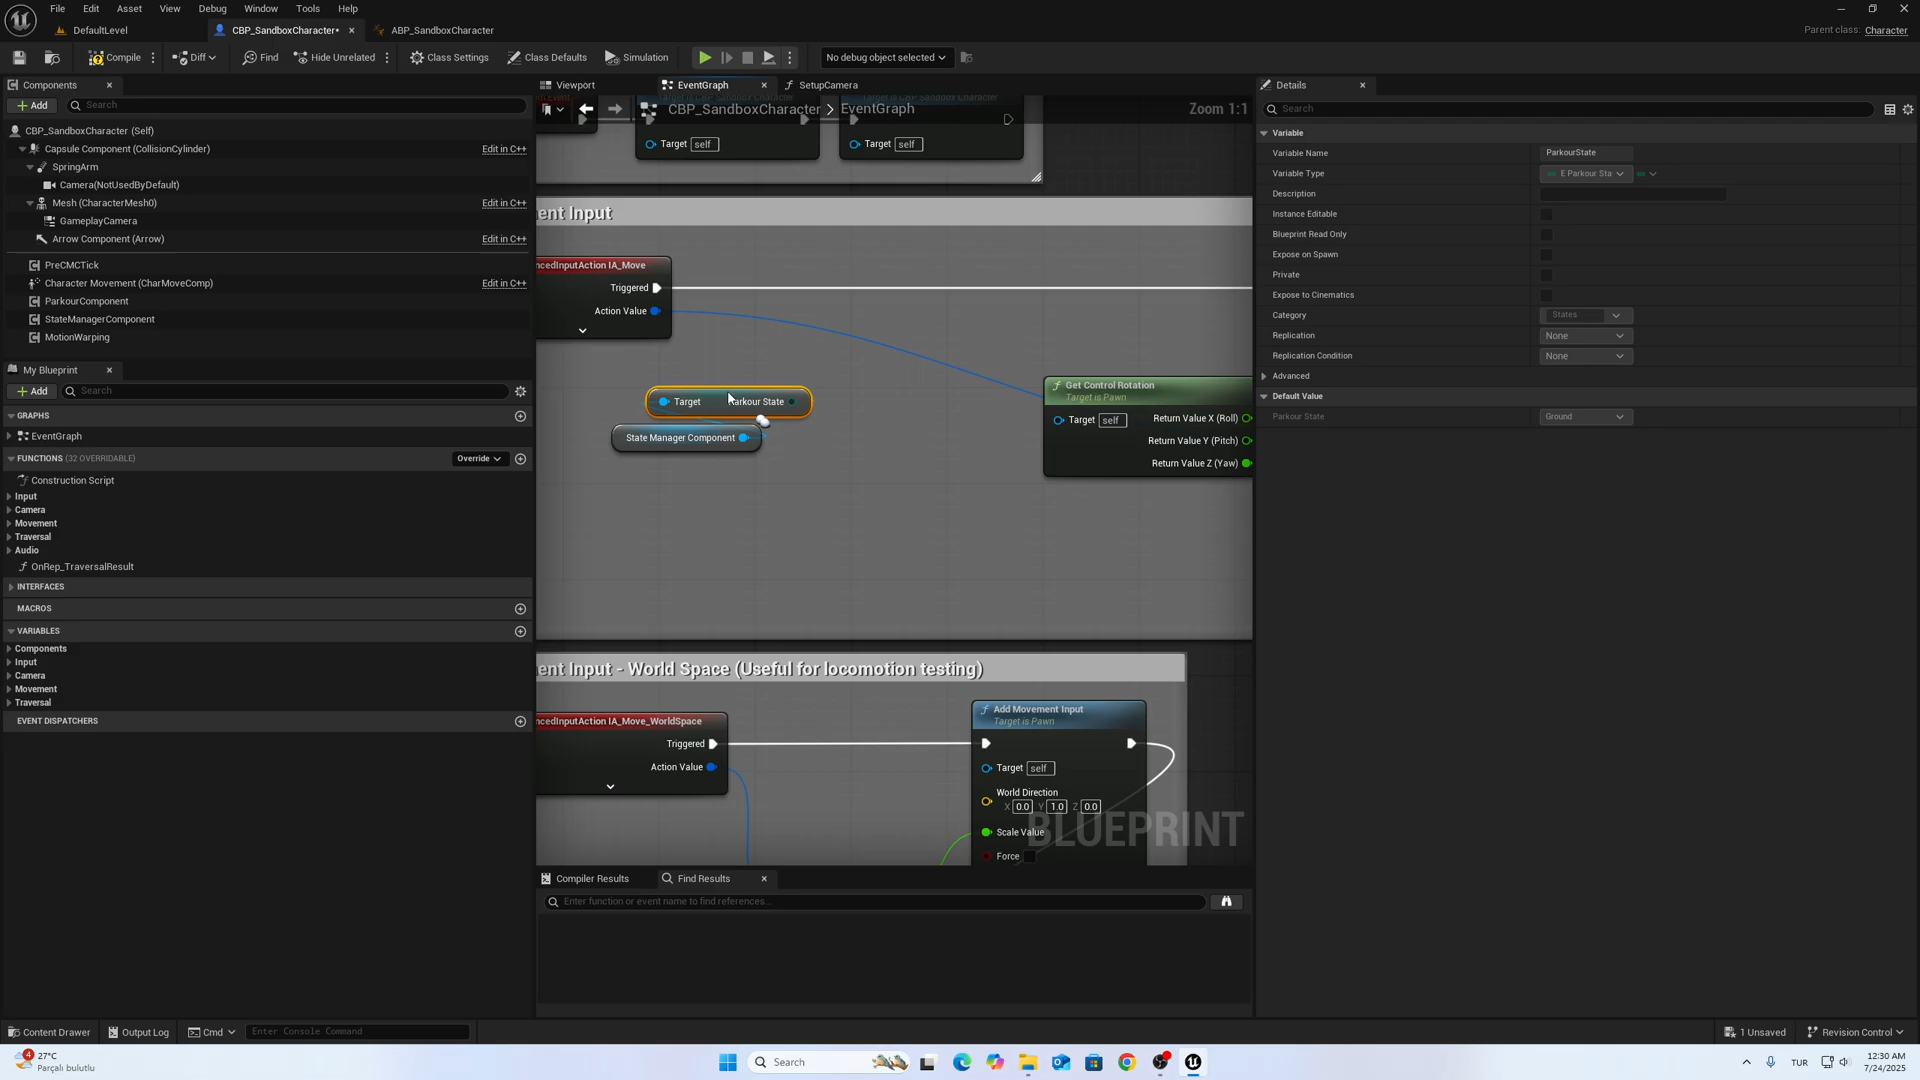 File Edit Asset View Debug Window Tools Help
DefaultLevel CBP_SandboxCharacter* ABP_SandboxCharacter Parent class: Character
Compile Diff Find Hide Unrelated Class Settings Class Defaults Simulation No debug object selected
Components
Add Search
CBP_SandboxCharacter (Self)
Capsule Component (CollisionCylinder) Edit in C++
SpringArm
Camera(NotUsedByDefault)
Mesh (CharacterMesh0) Edit in C++
GameplayCamera
Arrow Component (Arrow) Edit in C++
PreCMCTick
Character Movement (CharMoveComp) Edit in C++
ParkourComponent
StateManagerComponent
MotionWarping
My Blueprint
Add Search
GRAPHS
EventGraph
FUNCTIONS (32 OVERRIDABLE) Override
Construction Script
Input
Camera
Movement
Traversal
Audio
OnRep_TraversalResult
INTERFACES
MACROS
VARIABLES
Components
Input
Camera
Movement
Traversal
EVENT DISPATCHERS
Viewport EventGraph SetupCamera
CBP_SandboxCharacter > EventGraph Zoom 1:1
Target self Target self
ent Input
ncedInputAction IA_Move
Triggered
Action Value
Target Parkour State
State Manager Component
Get Control Rotation
Target is Pawn
Target self
Return Value X (Roll)
Return Value Y (Pitch)
Return Value Z (Yaw)
ent Input - World Space (Useful for locomotion testing)
ncedInputAction IA_Move_WorldSpace
Triggered
Action Value
Add Movement Input
Target is Pawn
Target self
World Direction
X 0.0 Y 1.0 Z 0.0
Scale Value
Force
BLUEPRINT
Compiler Results Find Results
Enter function or event name to find references...
Details
Search
Variable
Variable Name ParkourState
Variable Type E Parkour Sta
Description
Instance Editable
Blueprint Read Only
Expose on Spawn
Private
Expose to Cinematics
Category States
Replication None
Replication Condition None
Advanced
Default Value
Parkour State Ground
Content Drawer Output Log Cmd Enter Console Command 1 Unsaved Revision Control
4 27°C
Parçalı bulutlu
Search
TUR
12:30 AM
7/24/2025